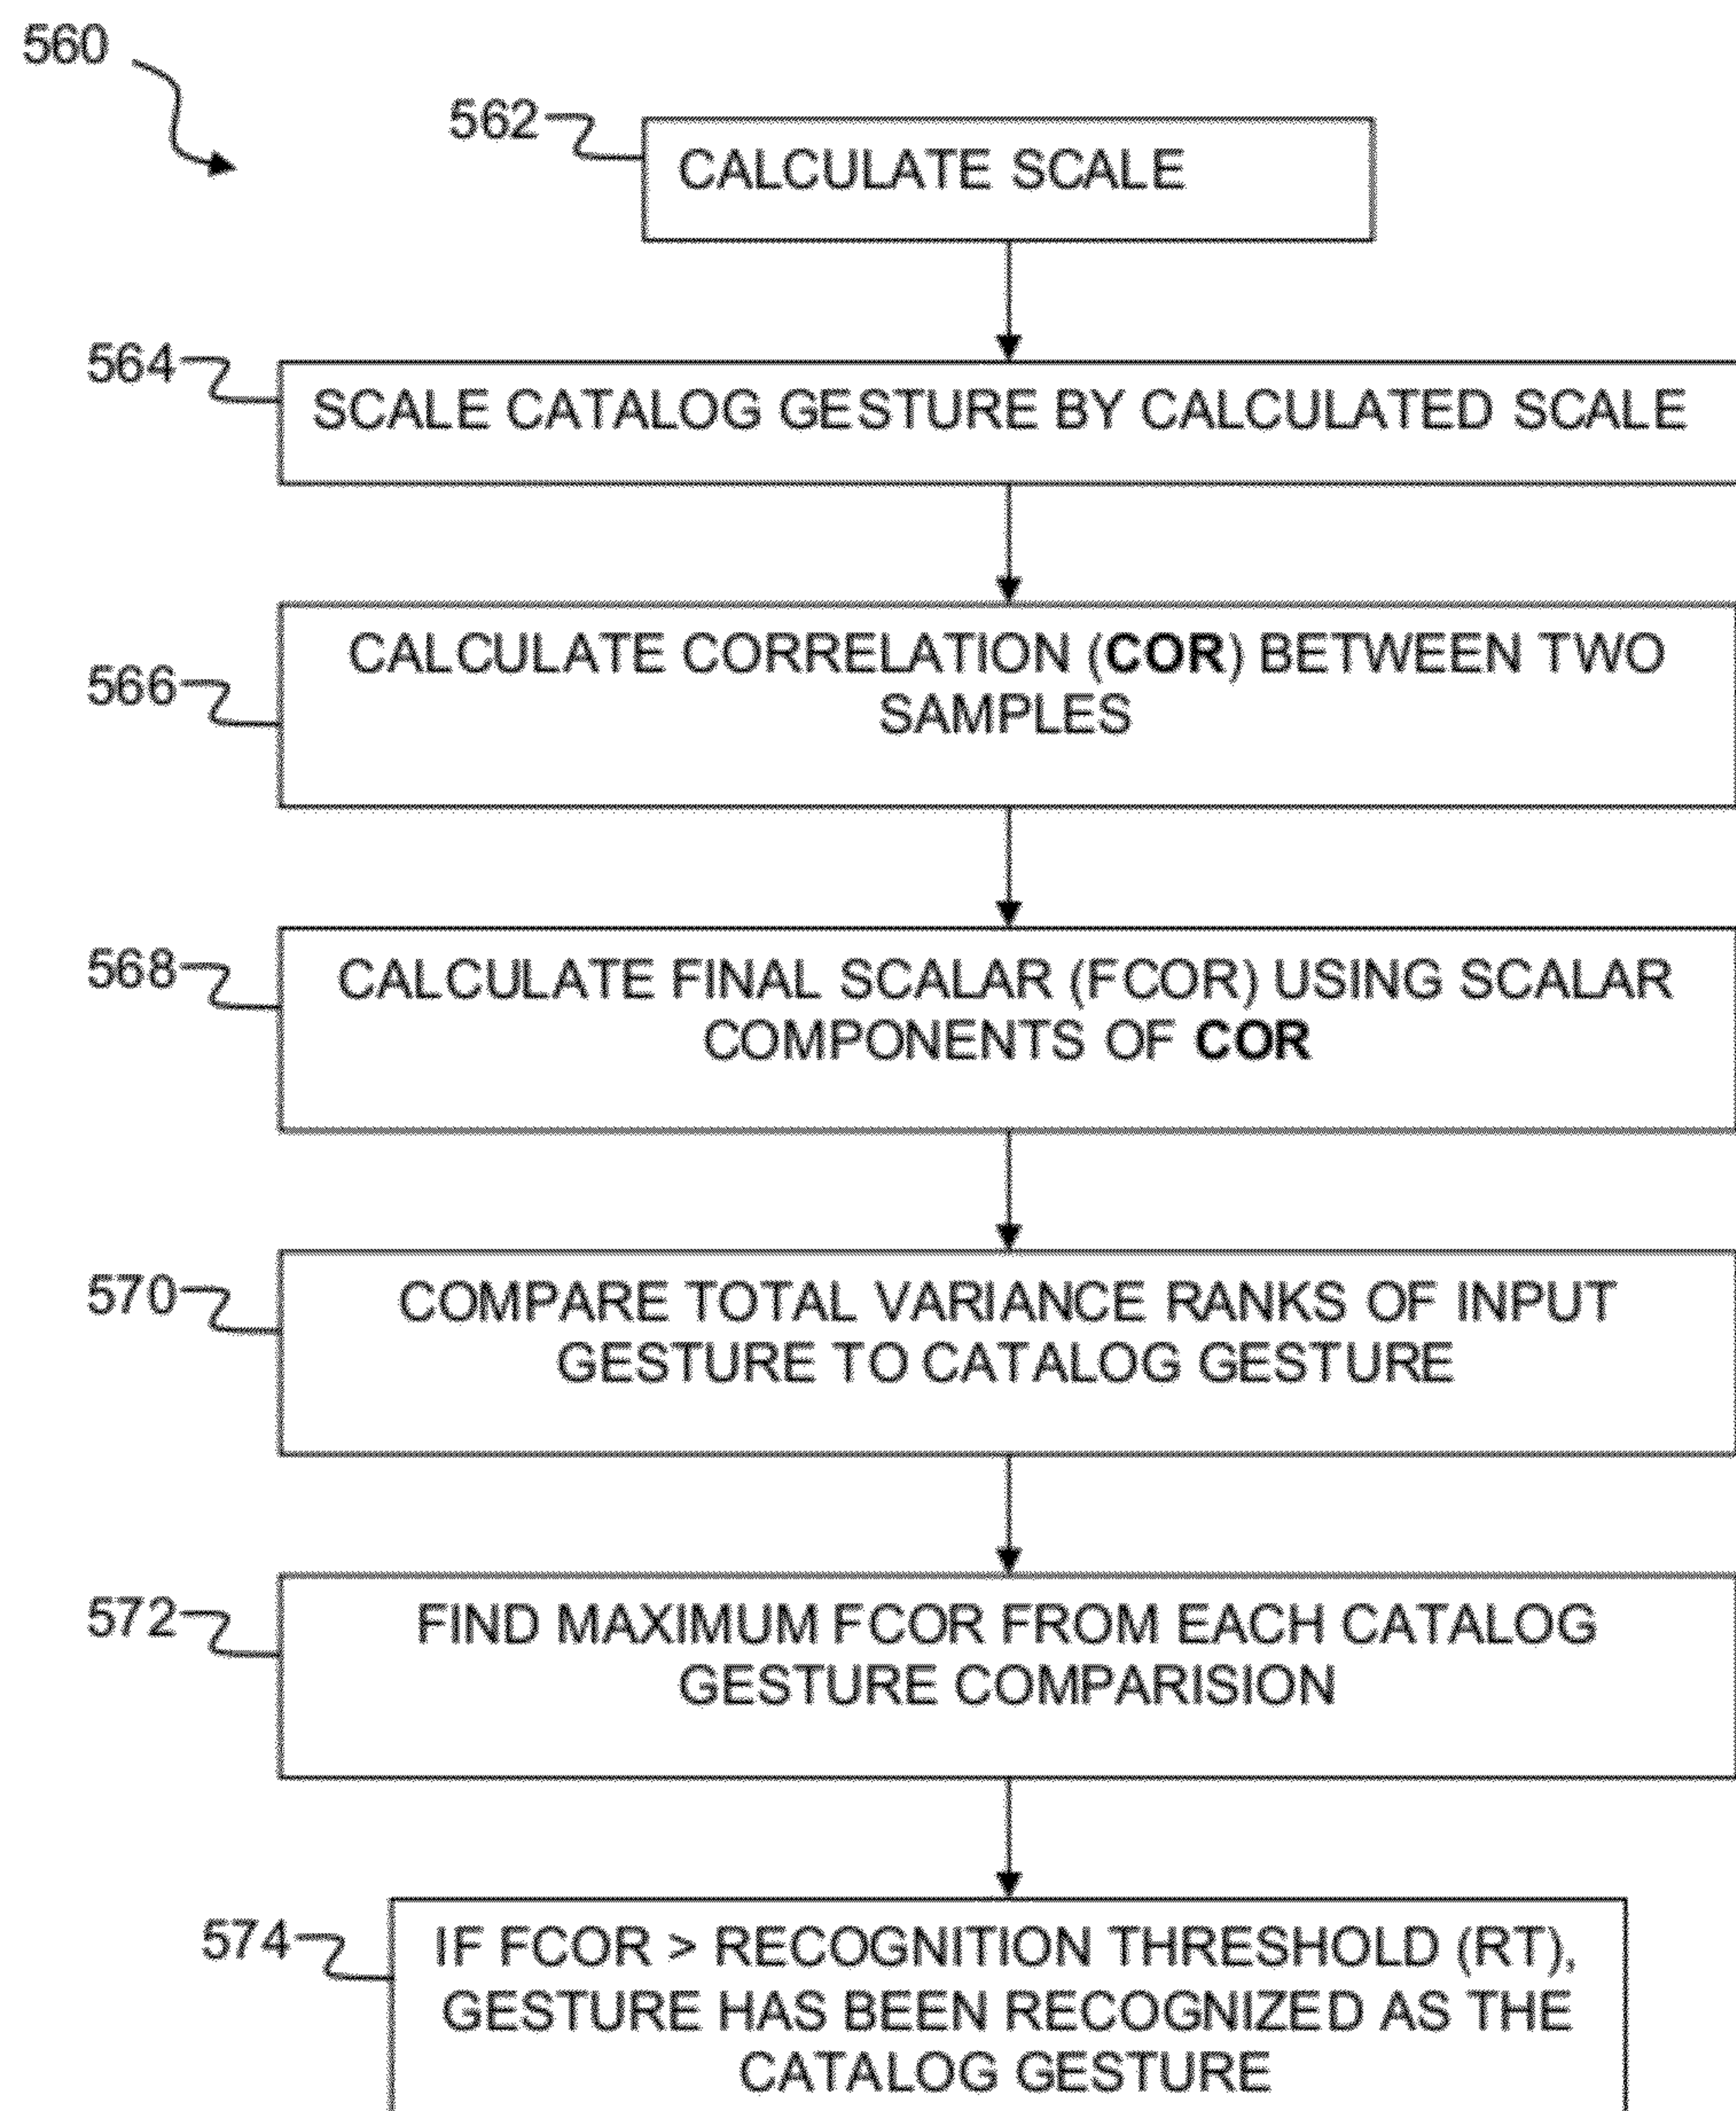 560
562
CALCULATE SCALE
564
SCALE CATALOG GESTURE BY CALCULATED SCALE
566
CALCULATE CORRELATION (COR) BETWEEN TWO
SAMPLES
568
CALCULATE FINAL SCALAR (FCOR) USING SCALAR
COMPONENTS OF COR
570
COMPARE TOTAL VARIANCE RANKS OF INPUT
GESTURE TO CATALOG GESTURE
572
FIND MAXIMUM FCOR FROM EACH CATALOG
GESTURE COMPARISION
574
IF FCOR > RECOGNITION THRESHOLD (RT),
GESTURE HAS BEEN RECOGNIZED AS THE
CATALOG GESTURE